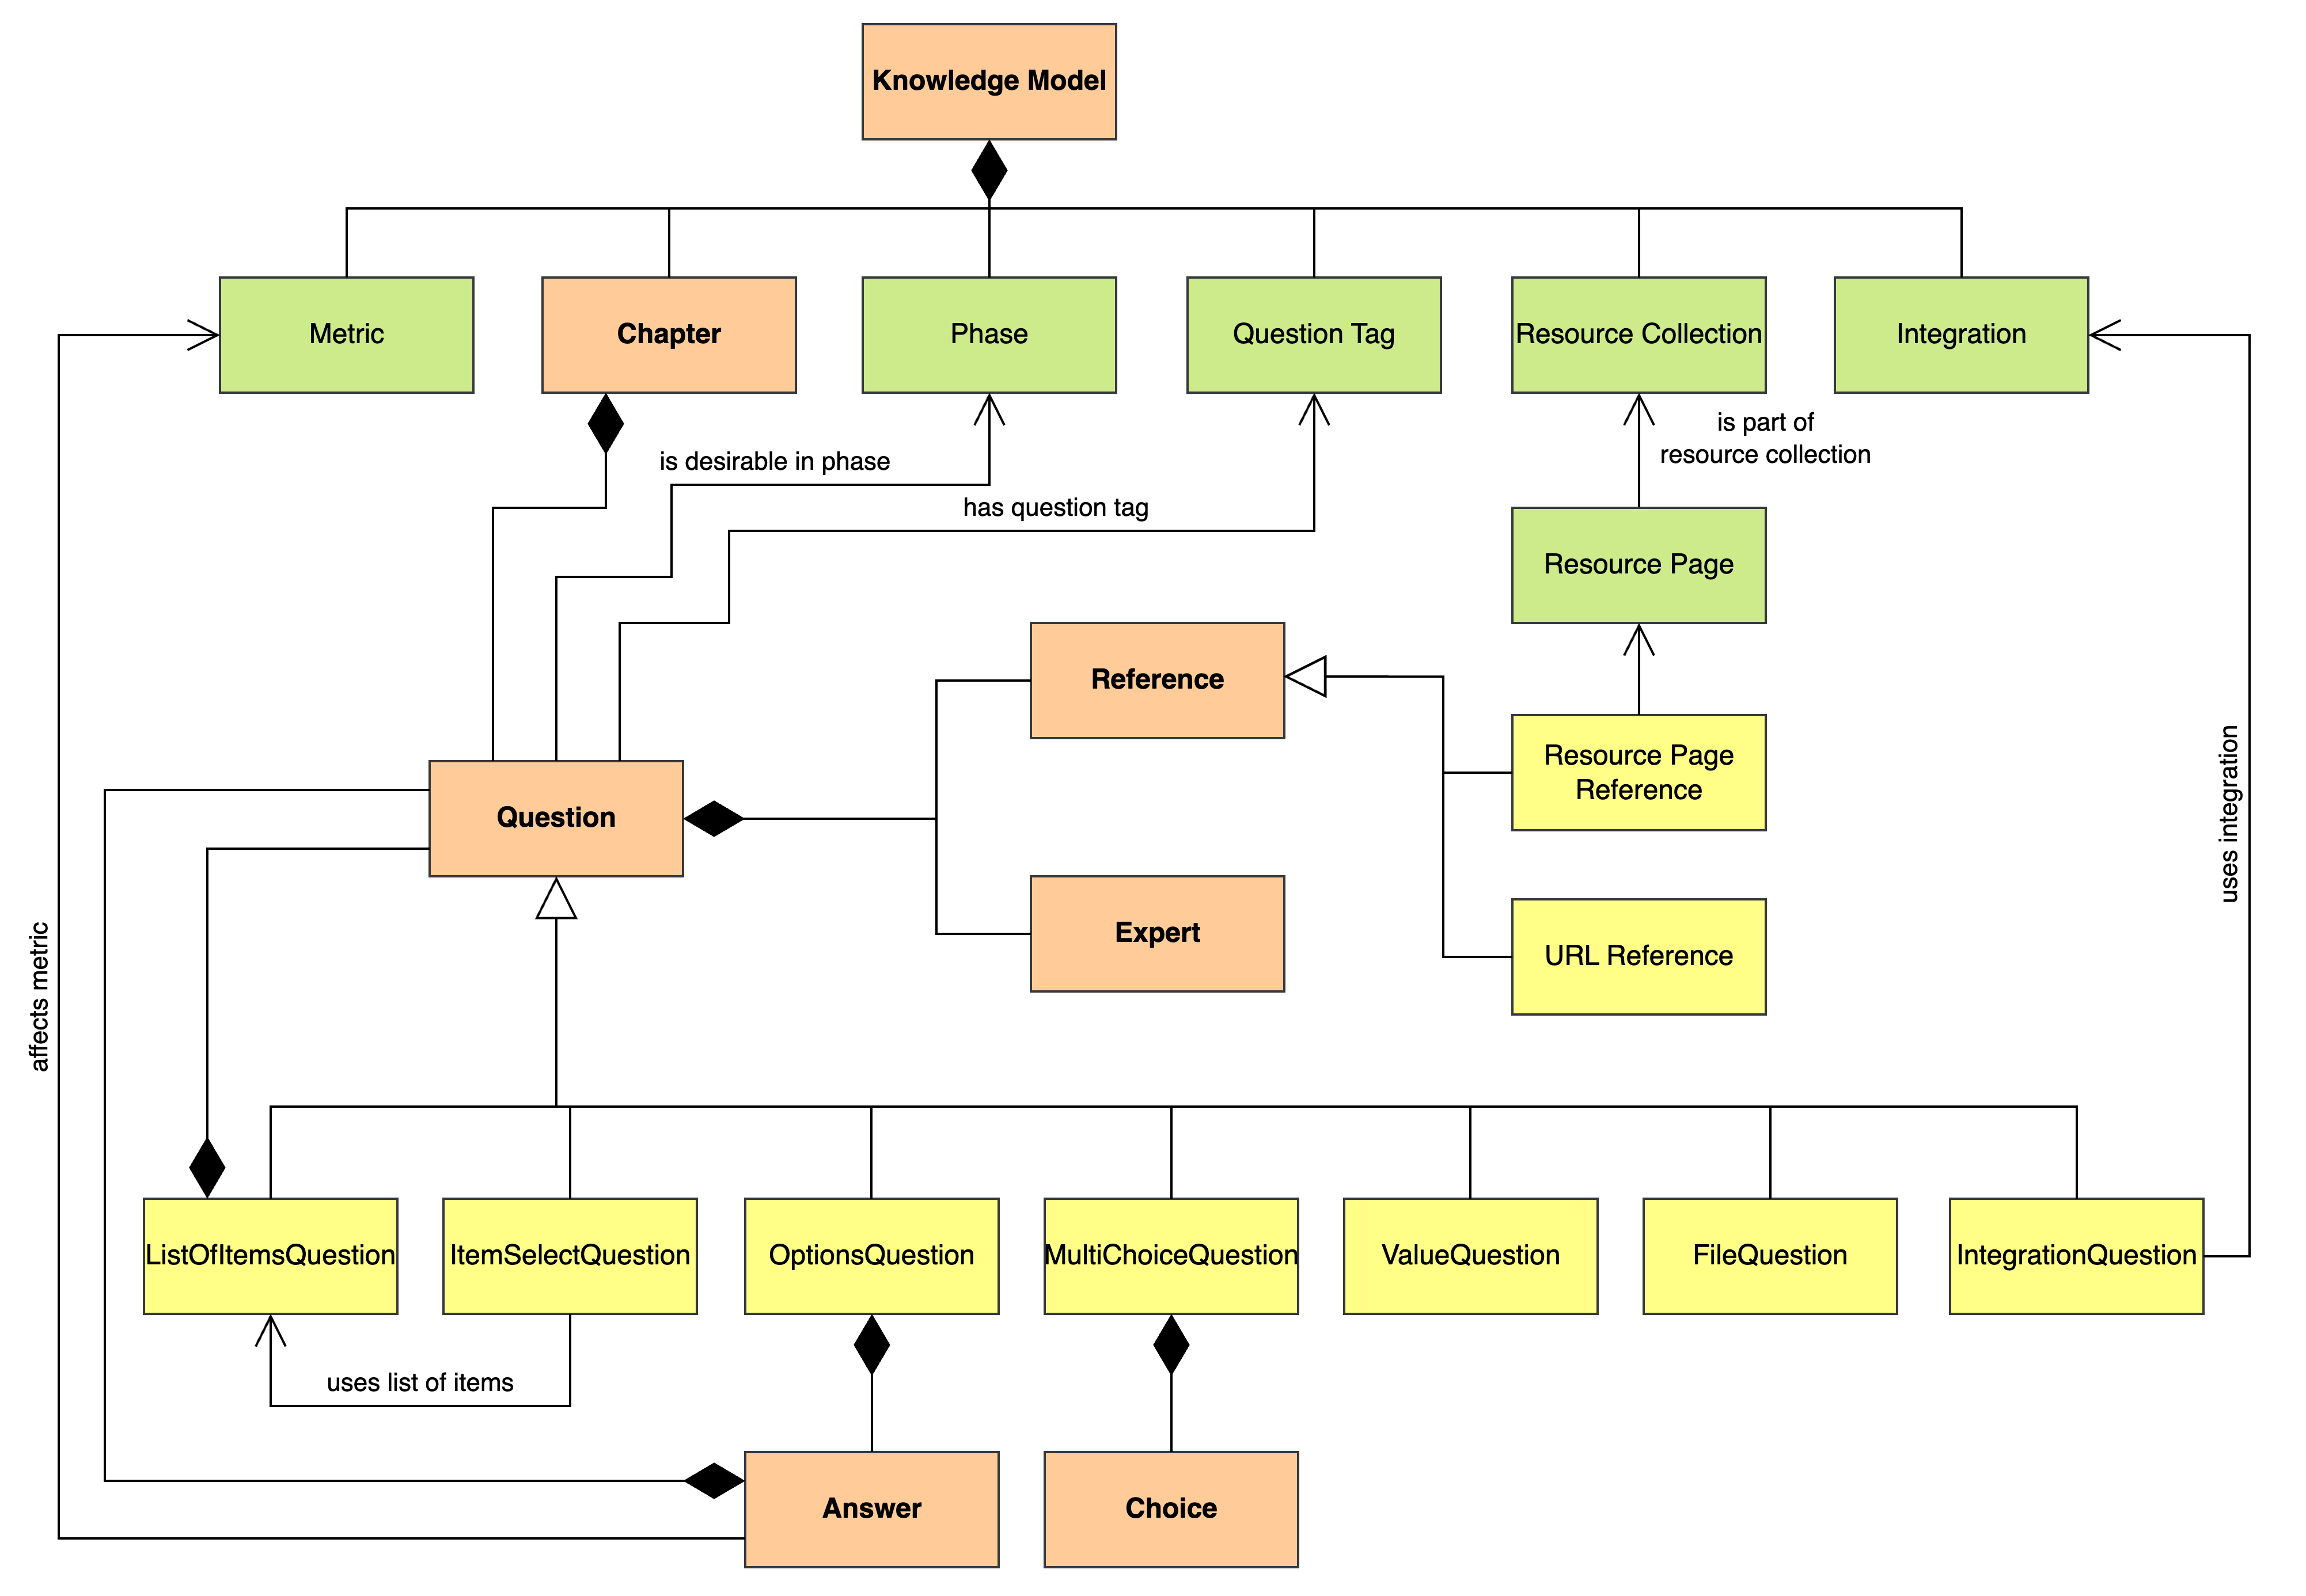 Knowledge Model
Metric
Chapter
Phase
Question Tag
Resource Collection
Integration
is part of
resource collection
is desirable in phase
has question tag
Resource Page
Reference
Resource Page
Reference
Question
Expert
URL Reference
uses integration
affects metric
ListOfItemsQuestion
ItemSelectQuestion
OptionsQuestion
MultiChoiceQuestion
ValueQuestion
FileQuestion
IntegrationQuestion
uses list of items
Answer
Choice